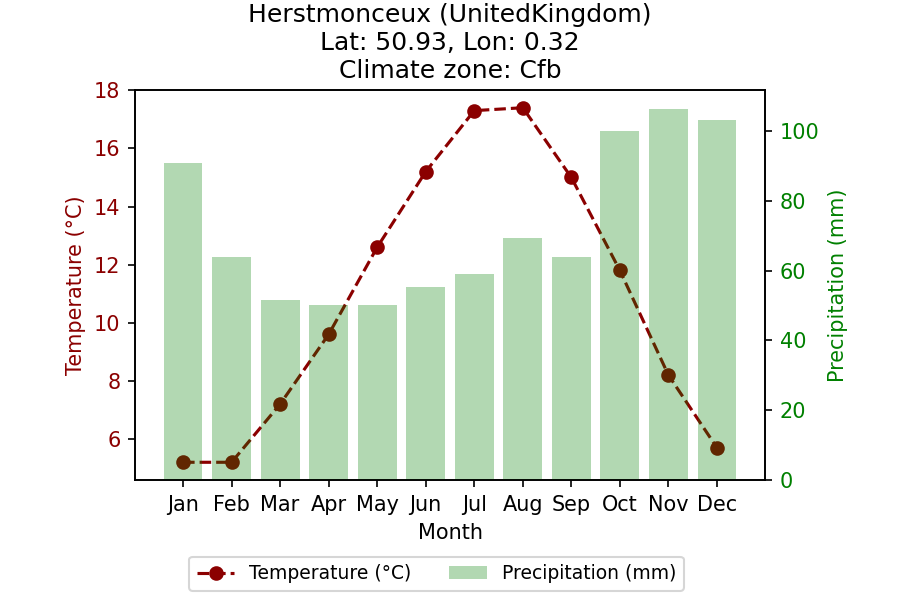 Herstmonceux (UnitedKingdom)
Lat: 50.93, Lon: 0.32
Climate zone: Cfb
18
16
14
12
10
8
6
Temperature (°C)
100
80
60
40
20
0
Precipitation (mm)
Jan Feb Mar Apr May Jun Jul Aug Sep Oct Nov Dec
Month
Temperature (°C) Precipitation (mm)